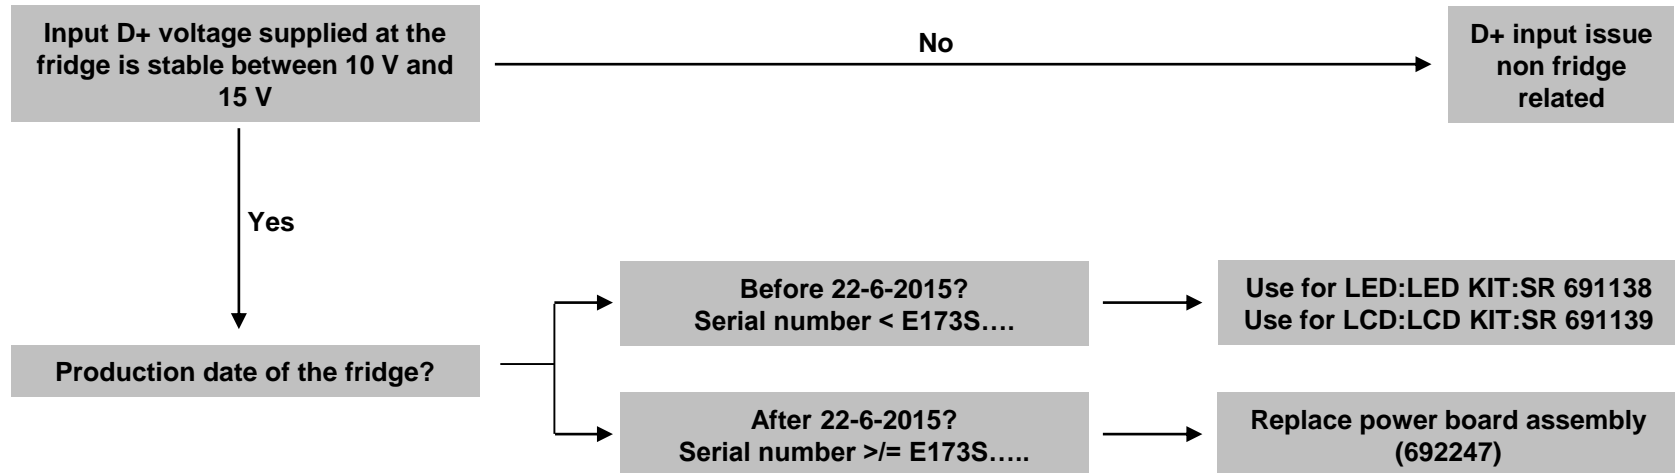 Input D+ voltage supplied at the
fridge is stable between 10 V and
15 V
No
D+ input issue
non fridge
related
Yes
Production date of the fridge?
Before 22-6-2015?
Serial number < E173S….
Use for LED:LED KIT:SR 691138
Use for LCD:LCD KIT:SR 691139
After 22-6-2015?
Serial number >/= E173S…..
Replace power board assembly
(692247)